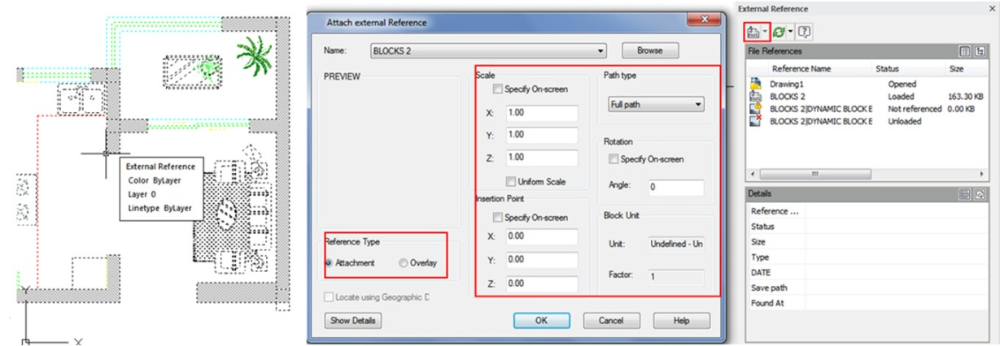 External Reference
Color ByLayer
Layer 0
Linetype ByLayer
Y
X
Attach external Reference
Name:
BLOCKS 2
Browse
PREVIEW
Reference Type
Attachment
Overlay
Locate using Geographic D
Show Details
Scale
Specify On-screen
X: 1.00
Y: 1.00
Z: 1.00
Uniform Scale
Insertion Point
Specify On-screen
X: 0.00
Y: 0.00
Z: 0.00
Path type
Full path
Rotation
Specify On-screen
Angle: 0
Block Unit
Unit: Undefined - Un
Factor: 1
OK
Cancel
Help
External Reference
File References
Reference Name Status Size
Drawing1 Opened
BLOCKS 2 Loaded 163.30 KB
BLOCKS 2|DYNAMIC BLOCK E Not referenced 0.00 KB
BLOCKS 2|DYNAMIC BLOCK E Unloaded
Details
Reference ...
Status
Size
Type
DATE
Save path
Found At